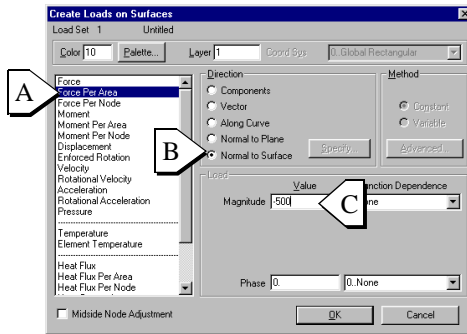 Create Loads on Surfaces
Load Set 1 Untitled
Color 10 Palette... Layer 1 Coord Sys 0..Global Rectangular
Force
Force Per Area
Force Per Node
Moment
Moment Per Area
Moment Per Node
Displacement
Enforced Rotation
Velocity
Rotational Velocity
Acceleration
Rotational Acceleration
Pressure
Temperature
Element Temperature
Heat Flux
Heat Flux Per Area
Heat Flux Per Node
A
Direction
Components
Vector
Along Curve
Normal to Plane
Normal to Surface
Specify...
B
Method
Constant
Variable
Advanced...
Load
Value Function Dependence
Magnitude -500 None
C
Phase 0. 0..None
Midside Node Adjustment
OK Cancel